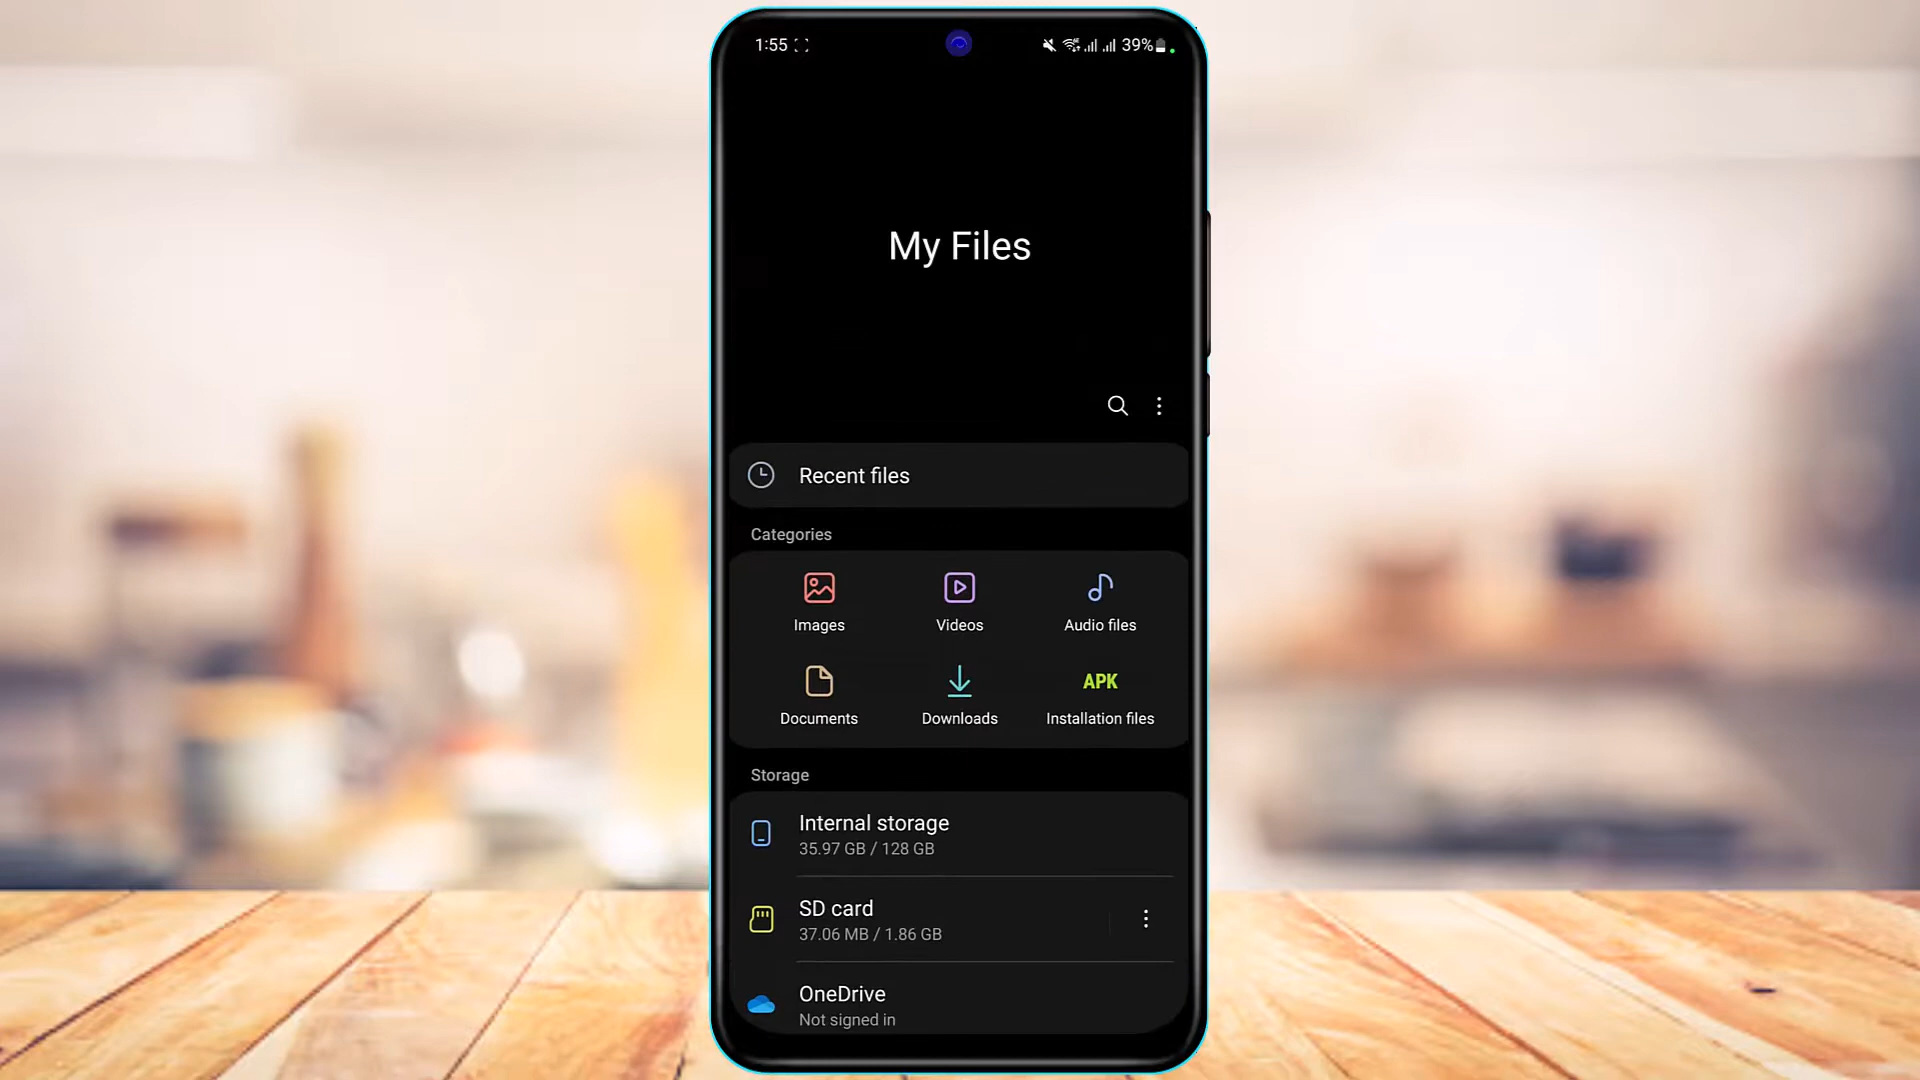 1:55
39%
My Files
Recent files
Categories
Images
Videos
Audio files
Documents
Downloads
APK
Installation files
Storage
Internal storage
35.97 GB / 128 GB
SD card
37.06 MB / 1.86 GB
OneDrive
Not signed in